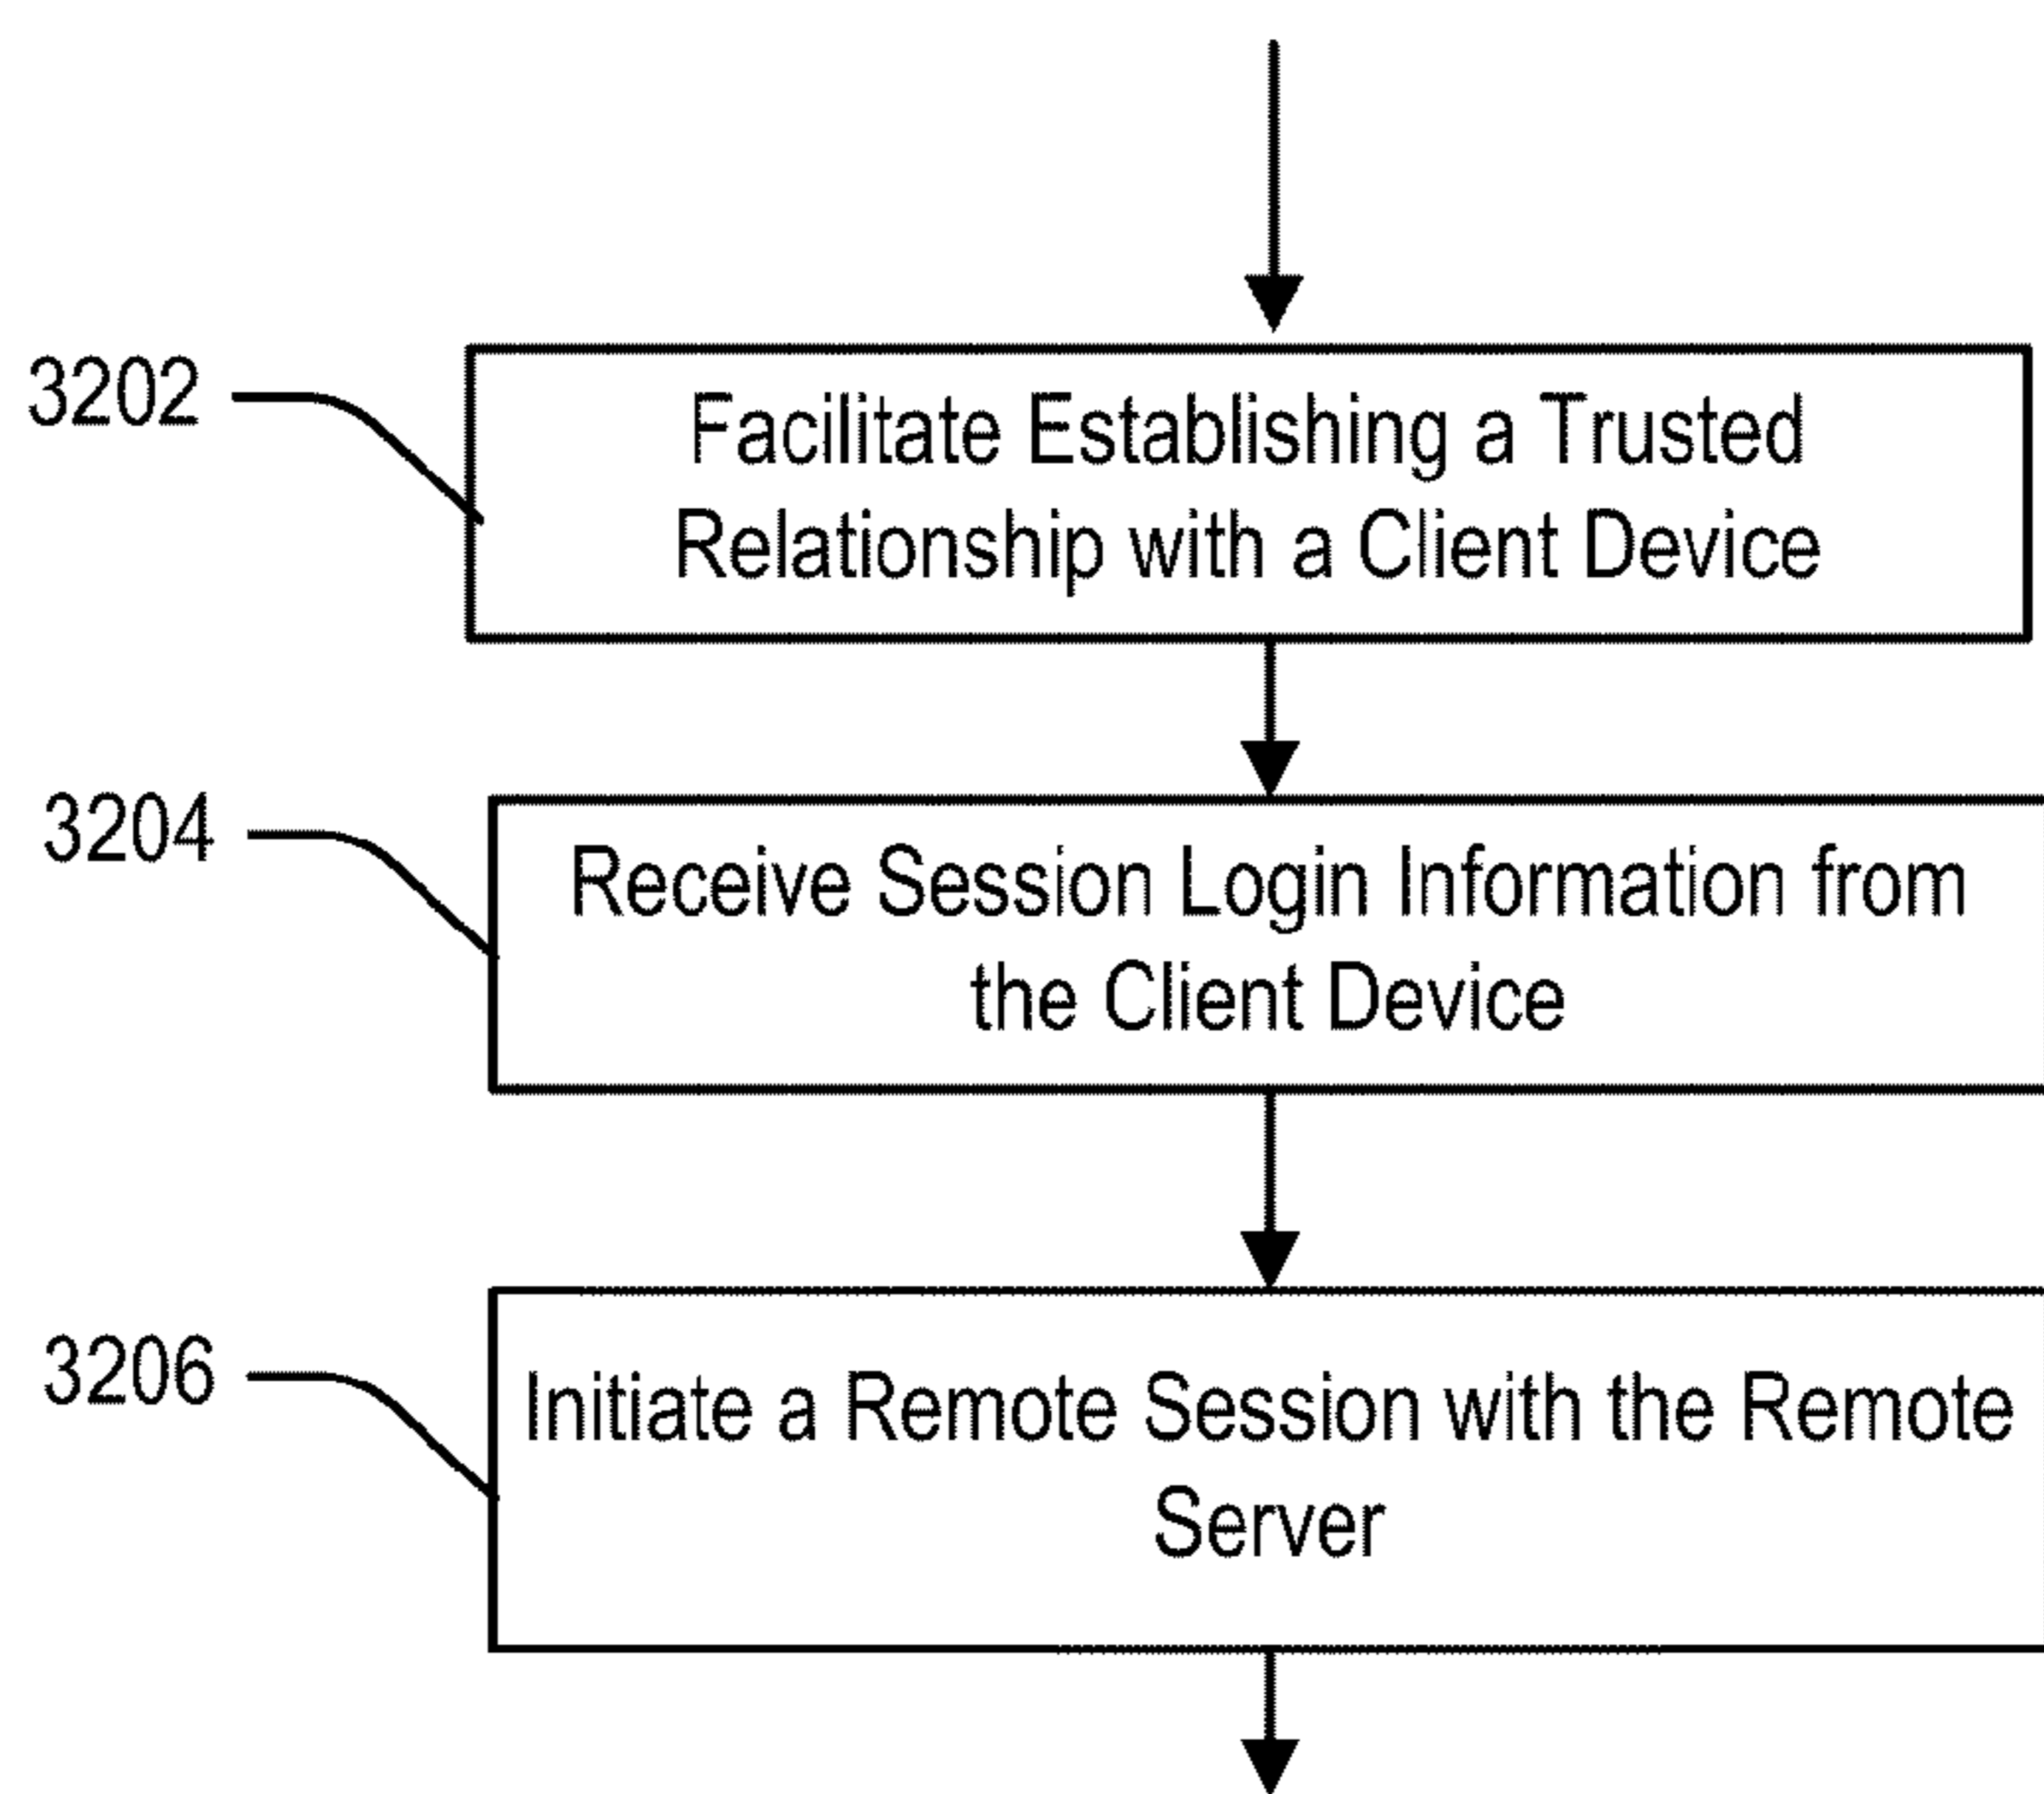 3202
Facilitate Establishing a Trusted
Relationship with a Client Device
3204
Receive Session Login Information from
the Client Device
3206
Initiate a Remote Session with the Remote
Server